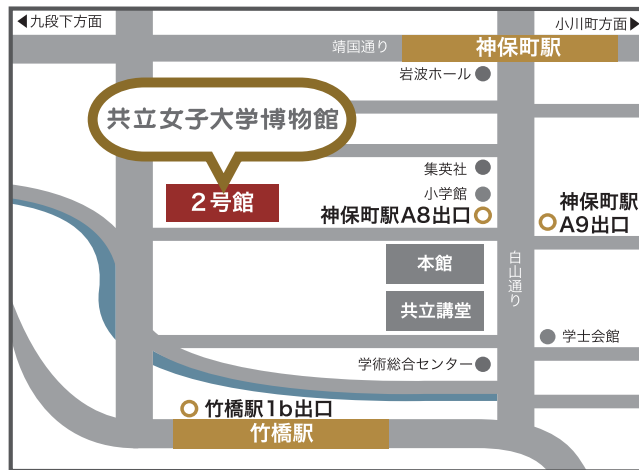 九段下方面
小川町方面
靖国通り
神保町駅
岩波ホール
共立女子大学博物館
集英社
小学館
2号館
神保町駅A8出口
神保町駅
A9出口
本館
白山通り
共立講堂
学士会館
学術総合センター
竹橋駅1b出口
竹橋駅